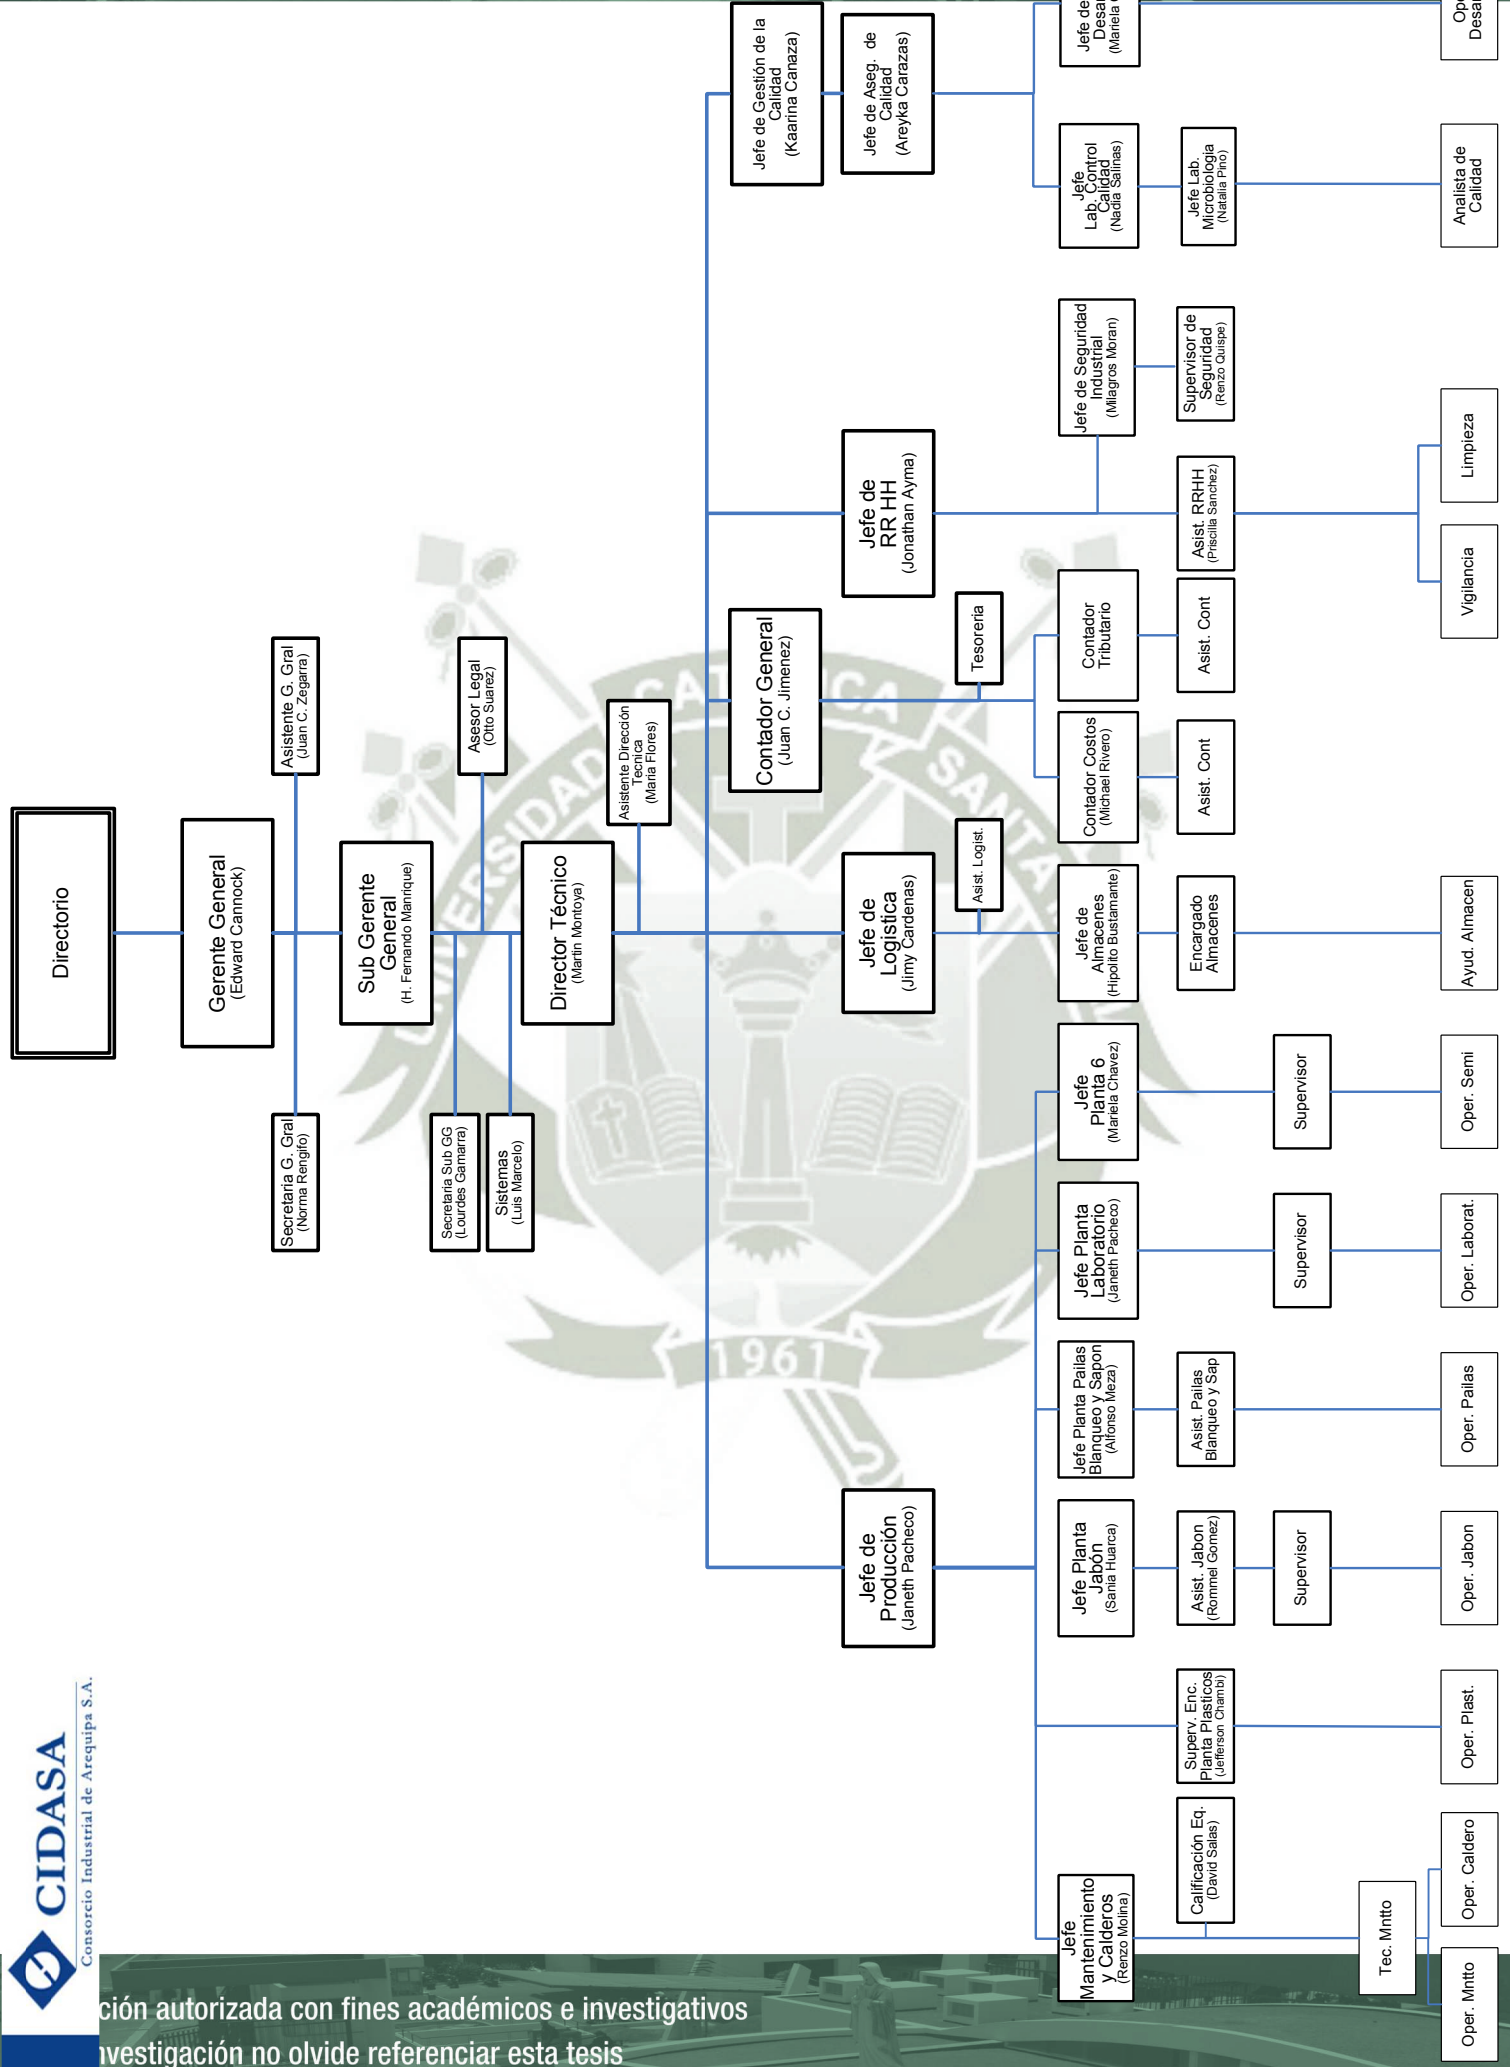 CIDASA
Consorcio Industrial de Arequipa S.A.
Directorio
Gerente General
(Edward Cannock)
Secretaria G. Gral
(Norma Rengifo)
Asistente G. Gral
(Juan C. Zegarra)
Sub Gerente
General
(H. Fernando Manrique)
Secretaria Sub GG
(Lourdes Gamarra)
Sistemas
(Luis Marcelo)
Asesor Legal
(Otto Suarez)
Director Técnico
(Martin Montoya)
Asistente Dirección
Tecnica
(Maria Flores)
Jefe de
Producción
(Janeth Pacheco)
Jefe de
Logistica
(Jimy Cardenas)
Contador General
(Juan C. Jimenez)
Jefe de
RR HH
(Jonathan Ayma)
Jefe de Gestión de la
Calidad
(Kaarina Canaza)
Jefe de Aseg. de
Calidad
(Areyka Carazas)
Asist. Logist.
Tesoreria
Jefe
Mantenimiento
y Calderos
(Renzo Molina)
Jefe Planta
Jabón
(Sania Huarca)
Jefe Planta Pailas
Blanqueo y Sapon
(Alfonso Meza)
Jefe Planta
Laboratorio
(Janeth Pacheco)
Jefe
Planta 6
(Mariela Chavez)
Jefe de
Almacenes
(Hipolito Bustamante)
Contador Costos
(Michael Rivero)
Contador
Tributario
Jefe de Seguridad
Industrial
(Milagros Moran)
Jefe
Lab. Control
Calidad
(Nadia Salinas)
Jefe de
(Mariela
Calificación Eq.
(David Salas)
Superv. Enc.
Planta Plasticos
(Jefferson Chambi)
Asist. Jabon
(Rommel Gomez)
Asist. Pailas
Blanqueo y Sap
Encargado
Almacenes
Asist. Cont
Asist. Cont
Asist. RRHH
(Priscilla Sanchez)
Supervisor de
Seguridad
(Renzo Quispe)
Jefe Lab.
Microbiologia
(Natalia Pino)
Supervisor
Supervisor
Supervisor
Tec. Mntto
Oper. Mntto
Oper. Caldero
Oper. Plast.
Oper. Jabon
Oper. Pailas
Oper. Laborat.
Oper. Semi
Ayud. Almacen
Vigilancia
Limpieza
Analista de
Calidad
UNIVERSIDAD CATOLICA SANTA
1961
ción autorizada con fines académicos e investigativos
nvestigación no olvide referenciar esta tesis